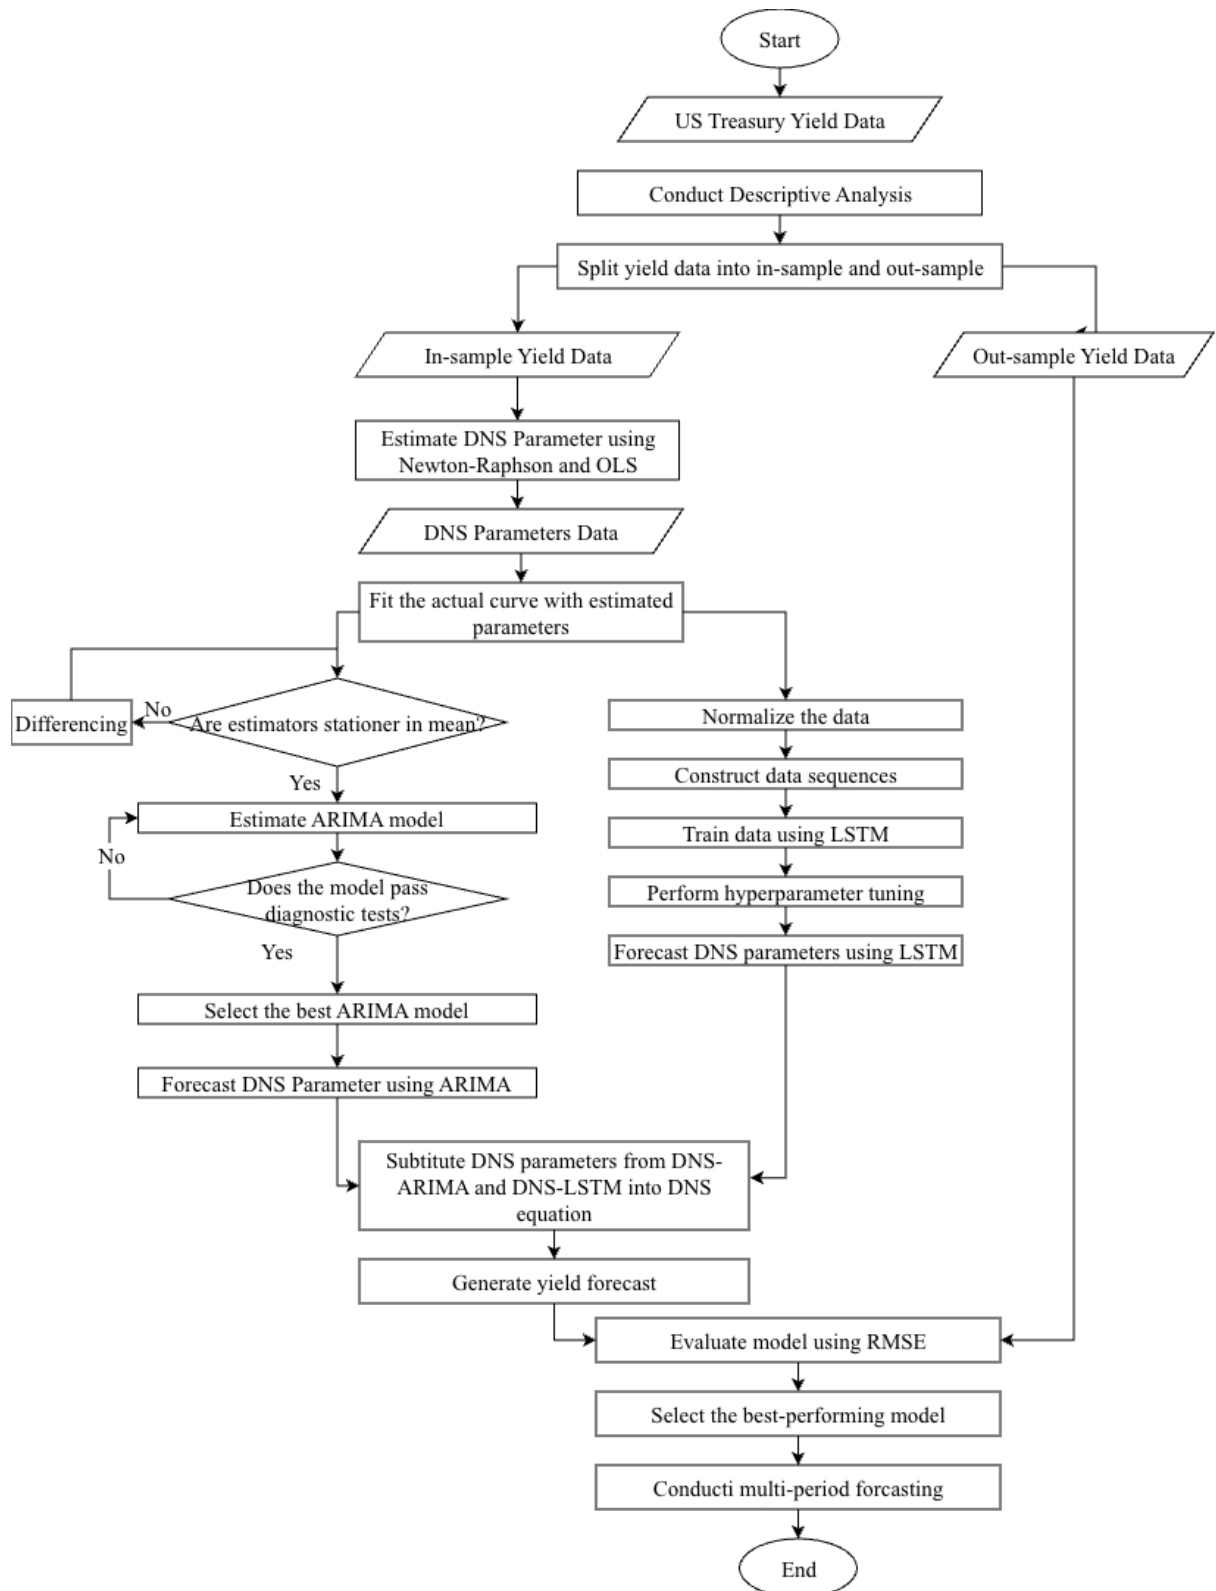 Start
US Treasury Yield Data
Conduct Descriptive Analysis
Split yield data into in-sample and out-sample
In-sample Yield Data
Out-sample Yield Data
Estimate DNS Parameter using
Newton-Raphson and OLS
DNS Parameters Data
Fit the actual curve with estimated
parameters
Differencing
No
Are estimators stationer in mean?
Yes
Estimate ARIMA model
No
Does the model pass
diagnostic tests?
Yes
Select the best ARIMA model
Forecast DNS Parameter using ARIMA
Normalize the data
Construct data sequences
Train data using LSTM
Perform hyperparameter tuning
Forecast DNS parameters using LSTM
Subtitute DNS parameters from DNS-
ARIMA and DNS-LSTM into DNS
equation
Generate yield forecast
Evaluate model using RMSE
Select the best-performing model
Conducti multi-period forcasting
End